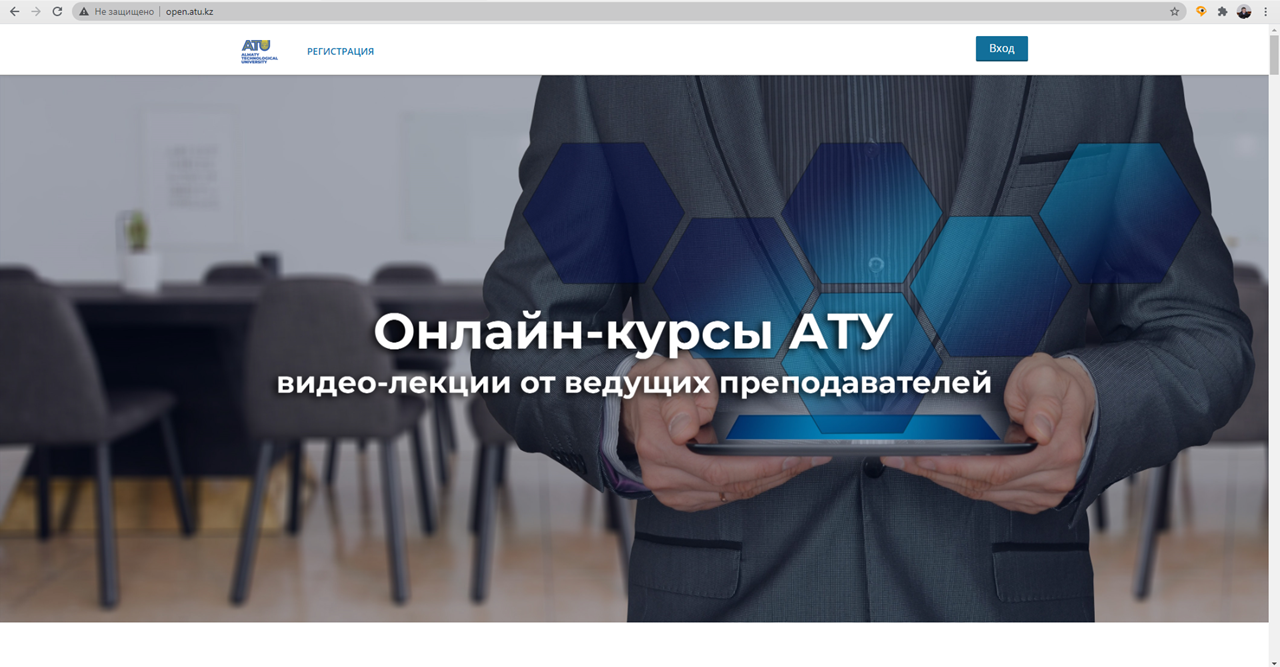 Не защищено
open.atu.kz
ATU
ALMATY
TECHNOLOGICAL
UNIVERSITY
РЕГИСТРАЦИЯ
Вход
Онлайн-курсы АТУ
видео-лекции от ведущих преподавателей